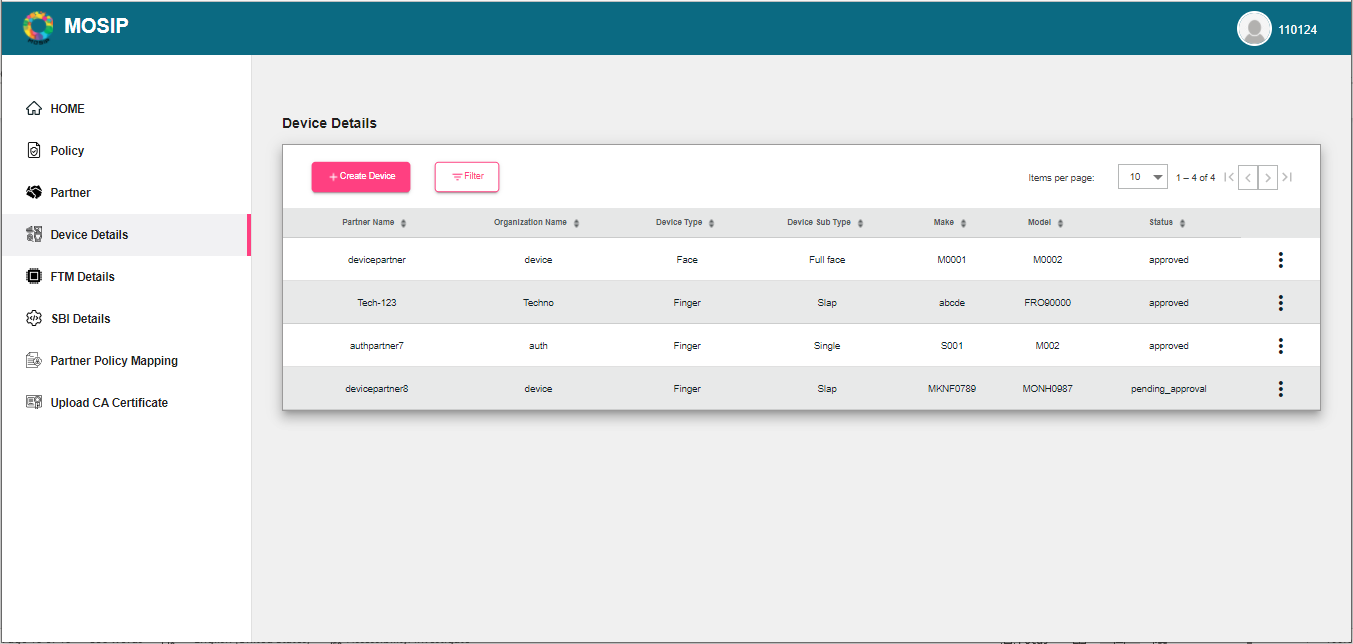 MOSIP
110124
HOME
Policy
Partner
Device Details
FTM Details
SBI Details
Partner Policy Mapping
Upload CA Certificate
Device Details
+ Create Device Filter Items per page: 10 1 – 4 of 4
Partner Name Organization Name Device Type Device Sub Type Make Model Status
devicepartner device Face Full face M0001 M0002 approved
Tech-123 Techno Finger Slap abcde FRO90000 approved
authpartner7 auth Finger Single S001 M002 approved
devicepartner8 device Finger Slap MKNF0789 MONH0987 pending_approval